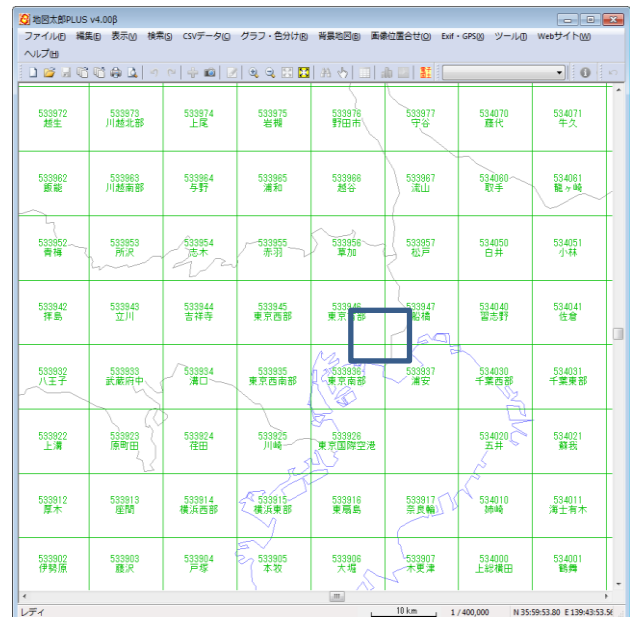 地図太郎PLUS v4.00β
ファイル(F) 編集(E) 表示(V) 検索(S) CSVデータ(C) グラフ・色分け(R) 背景地図(B) 画像位置合せ(O) Exif・GPS(X) ツール(T) Webサイト(W)
ヘルプ(H)
533972 533973 533974 533975 533976 533977 534070 534071
越生 川越北部 上尾 岩槻 野田市 守谷 藤代 牛久
533962 533963 533964 533965 533966 533967 534060 534061
飯能 川越南部 与野 浦和 越谷 流山 取手 龍ヶ崎
533952 533953 533954 533955 533956 533957 534050 534051
青梅 所沢 志木 赤羽 草加 松戸 白井 小林
533942 533943 533944 533945 533946 533947 534040 534041
拝島 立川 吉祥寺 東京西部 東京 部 船橋 習志野 佐倉
533932 533933 533934 533935 533936 533937 534030 534031
八王子 武蔵府中 溝口 東京西南部 東京南部 浦安 千葉西部 千葉東部
533922 533923 533924 533925 533926 534020 534021
上溝 原町田 荏田 川崎 東京国際空港 五井 蘇我
533912 533913 533914 533915 533916 533917 534010 534011
厚木 座間 横浜西部 横浜東部 東扇島 奈良輪 姉崎 海士有木
533902 533903 533904 533905 533906 533907 534000 534001
伊勢原 藤沢 戸塚 本牧 大堀 木更津 上総横田 鶴舞
レディ 10 km 1 / 400,000 N 35:59:53.80 E 139:43:53.56